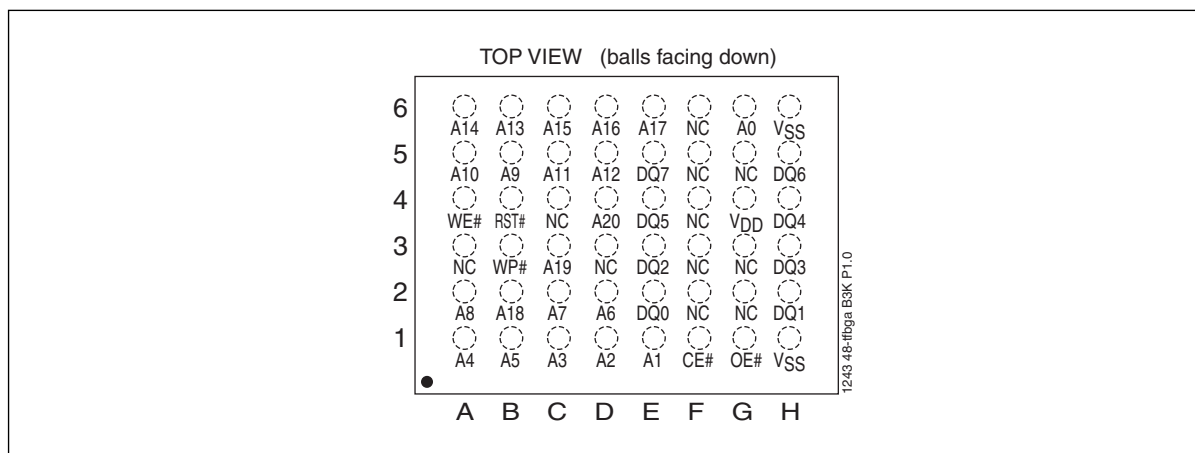 TOP VIEW (balls facing down)
6
A14 A13 A15 A16 A17 NC A0 VSS
5
A10 A9 A11 A12 DQ7 NC NC DQ6
4
WE# RST# NC A20 DQ5 NC VDD DQ4
3
NC WP# A19 NC DQ2 NC NC DQ3
2
A8 A18 A7 A6 DQ0 NC NC DQ1
1
A4 A5 A3 A2 A1 CE# OE# VSS
A B C D E F G H
1243 48-tfbga B3K P1.0